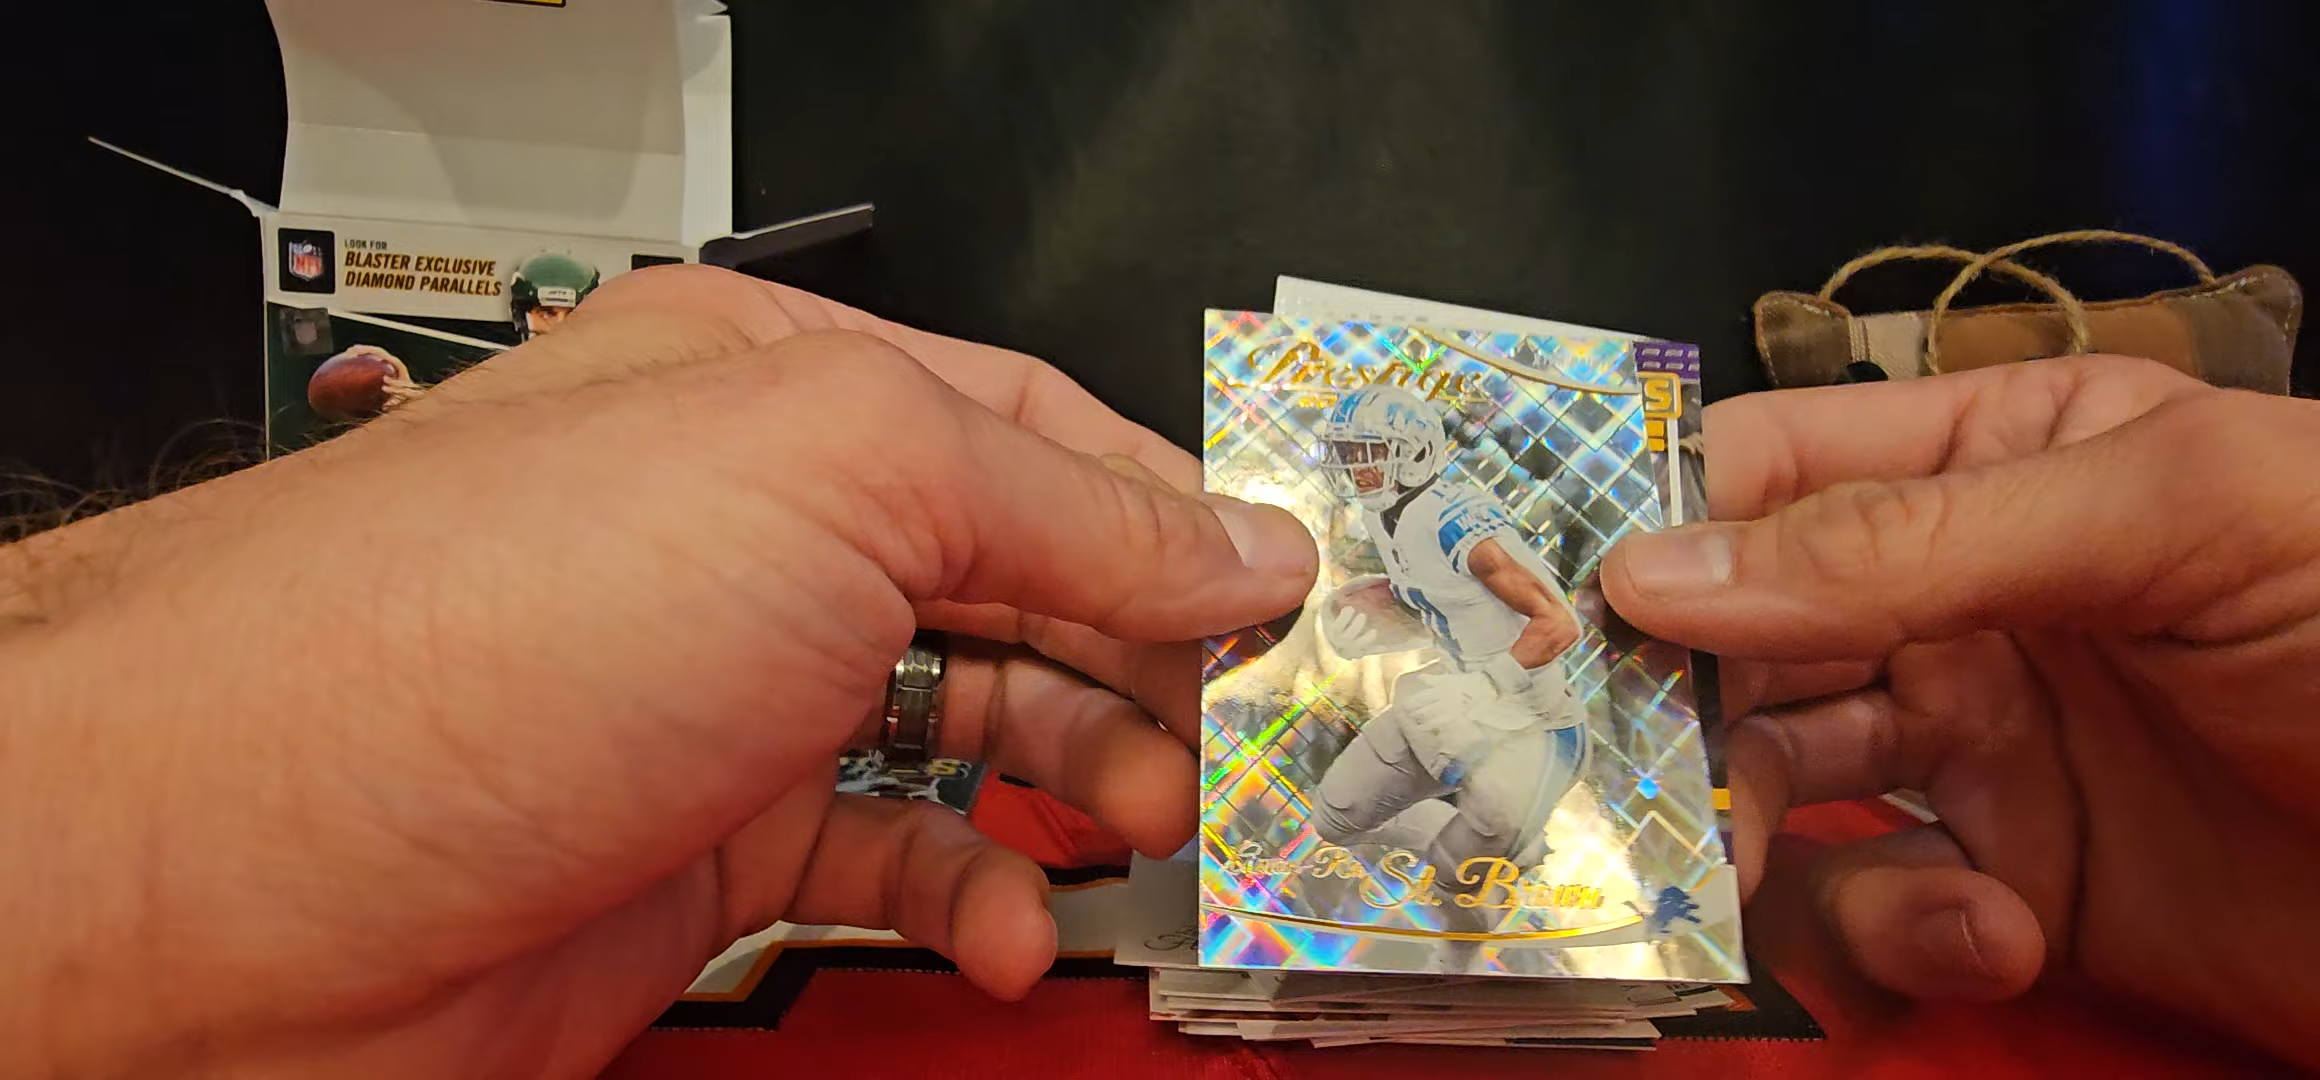 NFL
LOOK FOR
BLASTER EXCLUSIVE
DIAMOND PARALLELS
Prestige
S
Amon-Ra St. Brown